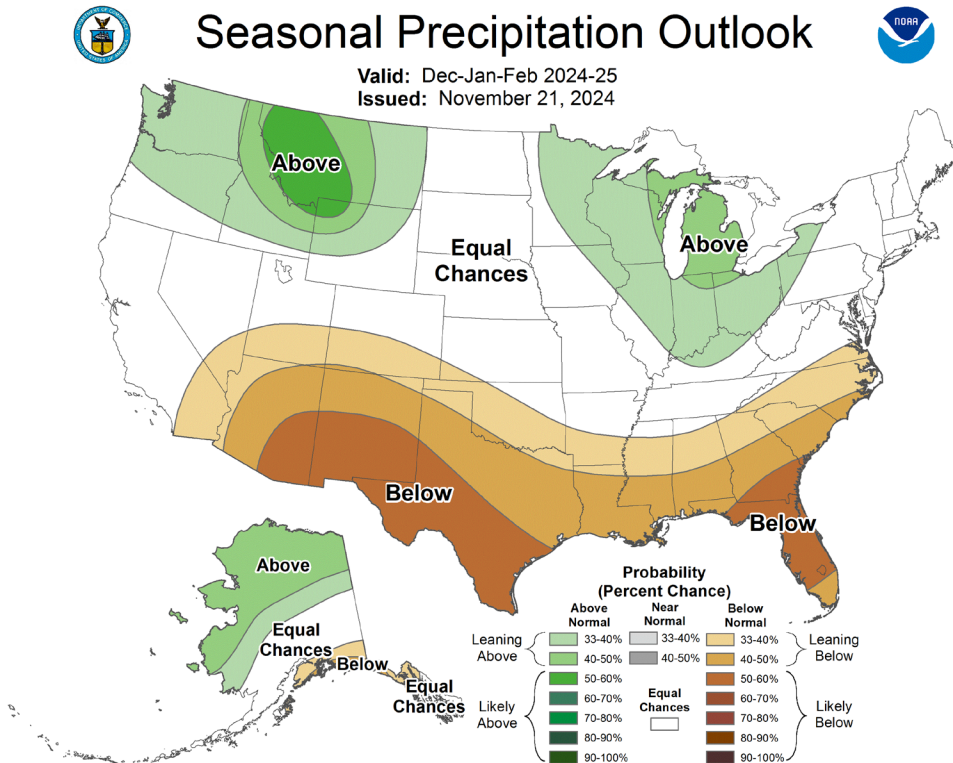 Seasonal Precipitation Outlook
NOAA
Valid: Dec-Jan-Feb 2024-25
Issued: November 21, 2024
Above
Above
Equal
Chances
Below
Below
Above
Equal
Chances
Below
Equal
Chances
Probability
(Percent Chance)
Above
Normal
Near
Normal
Below
Normal
Leaning
Above
33-40%
40-50%
33-40%
40-50%
33-40%
40-50%
Leaning
Below
Likely
Above
50-60%
60-70%
70-80%
80-90%
90-100%
Equal
Chances
50-60%
60-70%
70-80%
80-90%
90-100%
Likely
Below